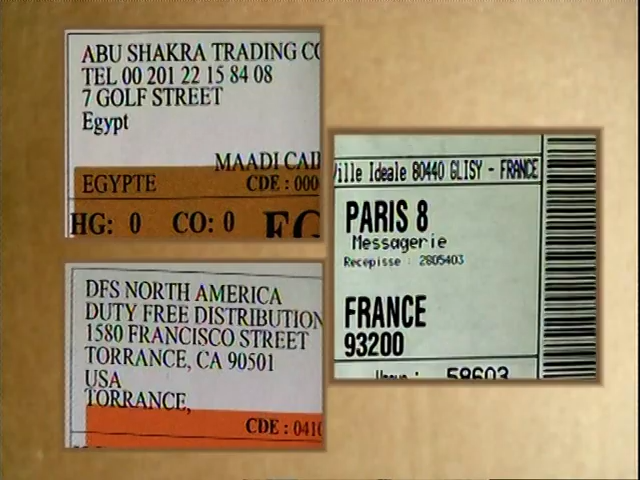 ABU SHAKRA TRADING CO
TEL 00 201 22 15 84 08
7 GOLF STREET
Egypt
MAADI CAI
EGYPTE CDE : 000
HG: 0 CO: 0
DFS NORTH AMERICA
DUTY FREE DISTRIBUTION
1580 FRANCISCO STREET
TORRANCE, CA 90501
USA
TORRANCE,
CDE : 0410
Ville Ideale 80440 GLISY - FRANCE
PARIS 8
Messagerie
Recepisse : 2805403
FRANCE
93200
58603